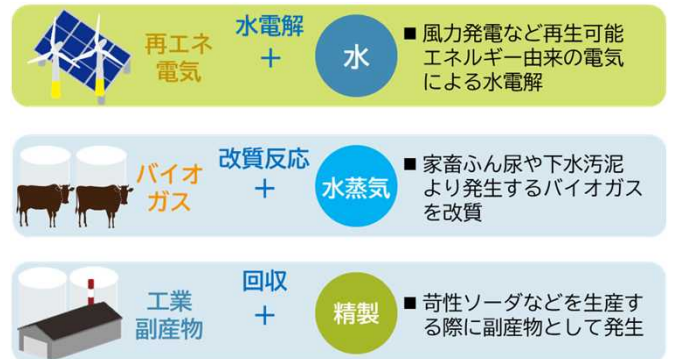 再エネ
電気
水電解
+
水
■ 風力発電など再生可能
エネルギー由来の電気
による水電解
バイオ
ガス
改質反応
+
水蒸気
■ 家畜ふん尿や下水汚泥
より発生するバイオガス
を改質
工業
副産物
回収
+
精製
■ 苛性ソーダなどを生産す
る際に副産物として発生